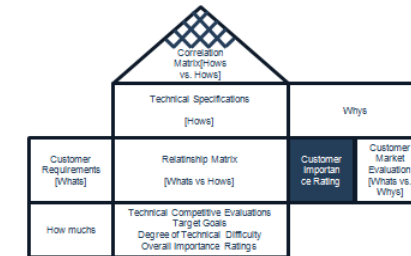 Correlation
Matrix[Hows
vs. Hows]
Technical Specifications
[Hows]
Whys
Customer
Requirements
[Whats]
Relatinship Matrix
[Whats vs Hows]
Customer
Importan
ce Rating
Customer
Market
Evaluation
[Whats vs.
Whys]
How muchs
Technical Competitive Evaluations
Target Goals
Degree of Technical Difficulty
Overall Importance Ratings